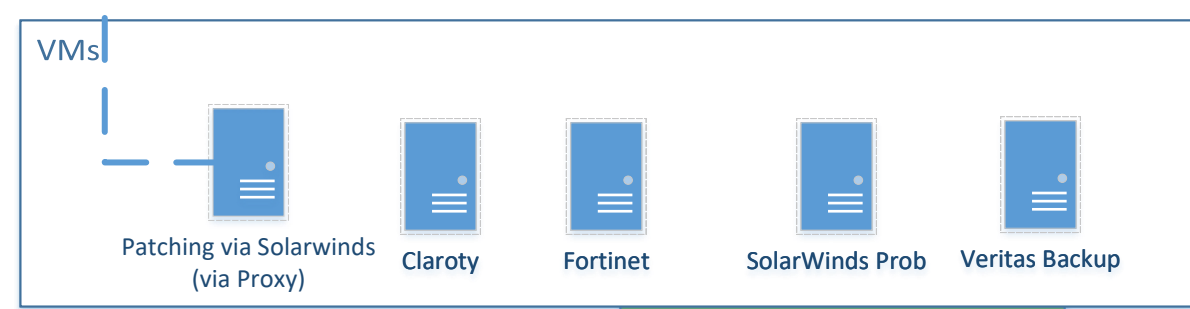 VMs
Patching via Solarwinds
(via Proxy)
Claroty
Fortinet
SolarWinds Prob
Veritas Backup